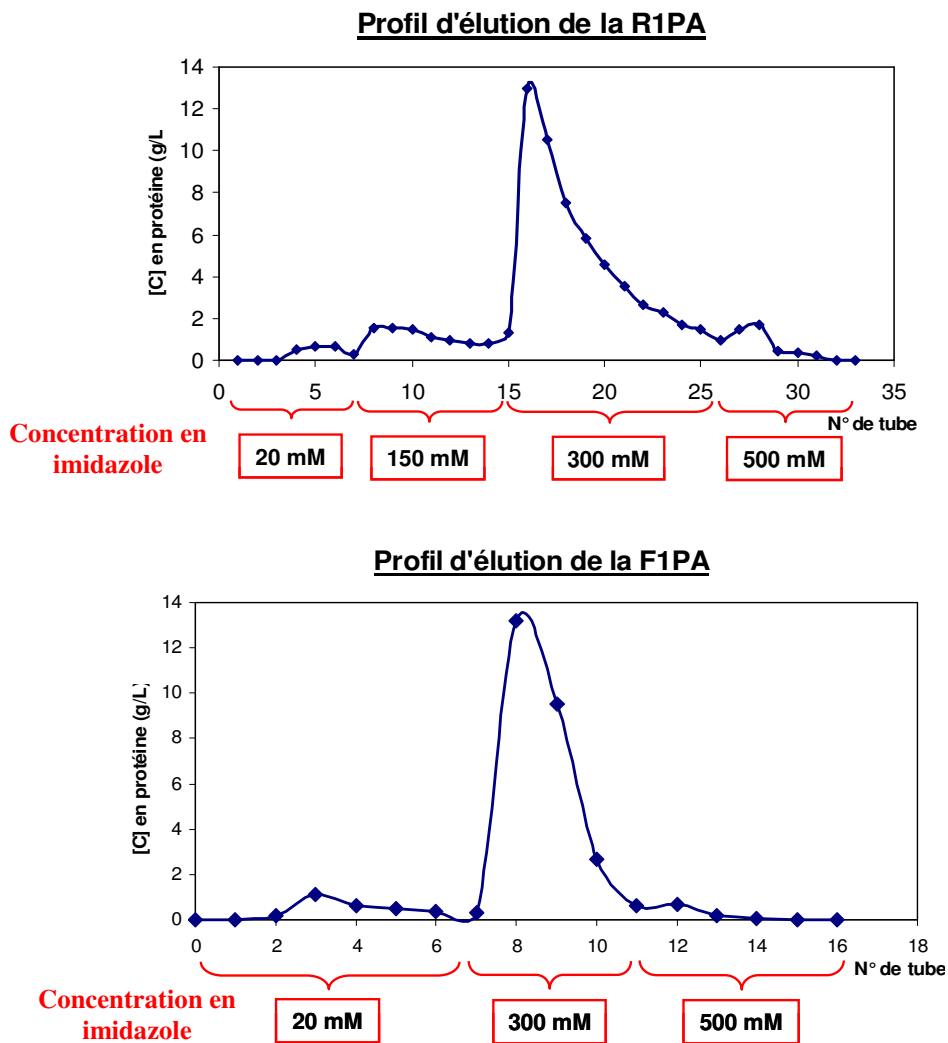 Profil d'élution de la R1PA
[C] en protéine (g/L
14
12
10
8
6
4
2
0
0 5 10 15 20 25 30 35
N° de tube
Concentration en
imidazole
20 mM 150 mM 300 mM 500 mM
Profil d'élution de la F1PA
[C] en protéine (g/L)
14
12
10
8
6
4
2
0
0 2 4 6 8 10 12 14 16 18
N° de tube
Concentration en
imidazole
20 mM 300 mM 500 mM